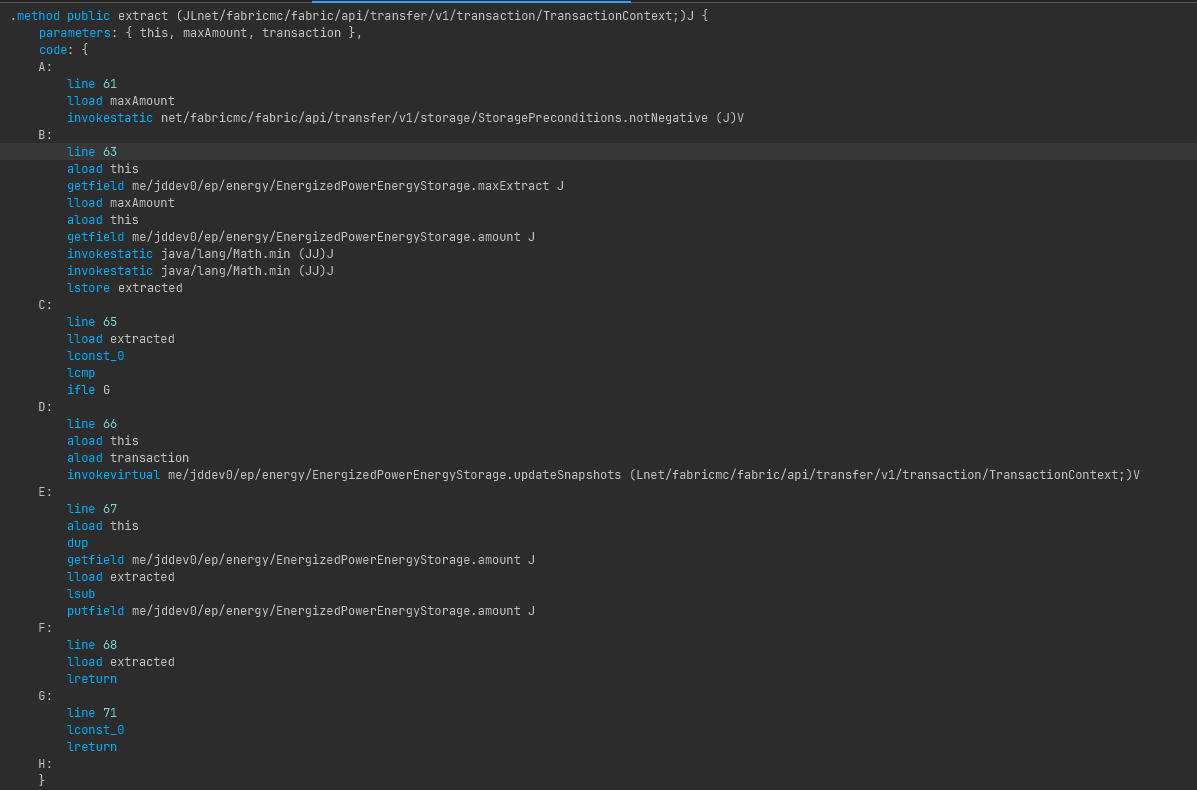 .method public extract (JLnet/fabricmc/fabric/api/transfer/v1/transaction/TransactionContext;)J {
    parameters: { this, maxAmount, transaction },
    code: {
    A:
        line 61
        lload maxAmount
        invokestatic net/fabricmc/fabric/api/transfer/v1/storage/StoragePreconditions.notNegative (J)V
    B:
        line 63
        aload this
        getfield me/jddev0/ep/energy/EnergizedPowerEnergyStorage.maxExtract J
        lload maxAmount
        aload this
        getfield me/jddev0/ep/energy/EnergizedPowerEnergyStorage.amount J
        invokestatic java/lang/Math.min (JJ)J
        invokestatic java/lang/Math.min (JJ)J
        lstore extracted
    C:
        line 65
        lload extracted
        lconst_0
        lcmp
        ifle G
    D:
        line 66
        aload this
        aload transaction
        invokevirtual me/jddev0/ep/energy/EnergizedPowerEnergyStorage.updateSnapshots (Lnet/fabricmc/fabric/api/transfer/v1/transaction/TransactionContext;)V
    E:
        line 67
        aload this
        dup
        getfield me/jddev0/ep/energy/EnergizedPowerEnergyStorage.amount J
        lload extracted
        lsub
        putfield me/jddev0/ep/energy/EnergizedPowerEnergyStorage.amount J
    F:
        line 68
        lload extracted
        lreturn
    G:
        line 71
        lconst_0
        lreturn
    H:
    }